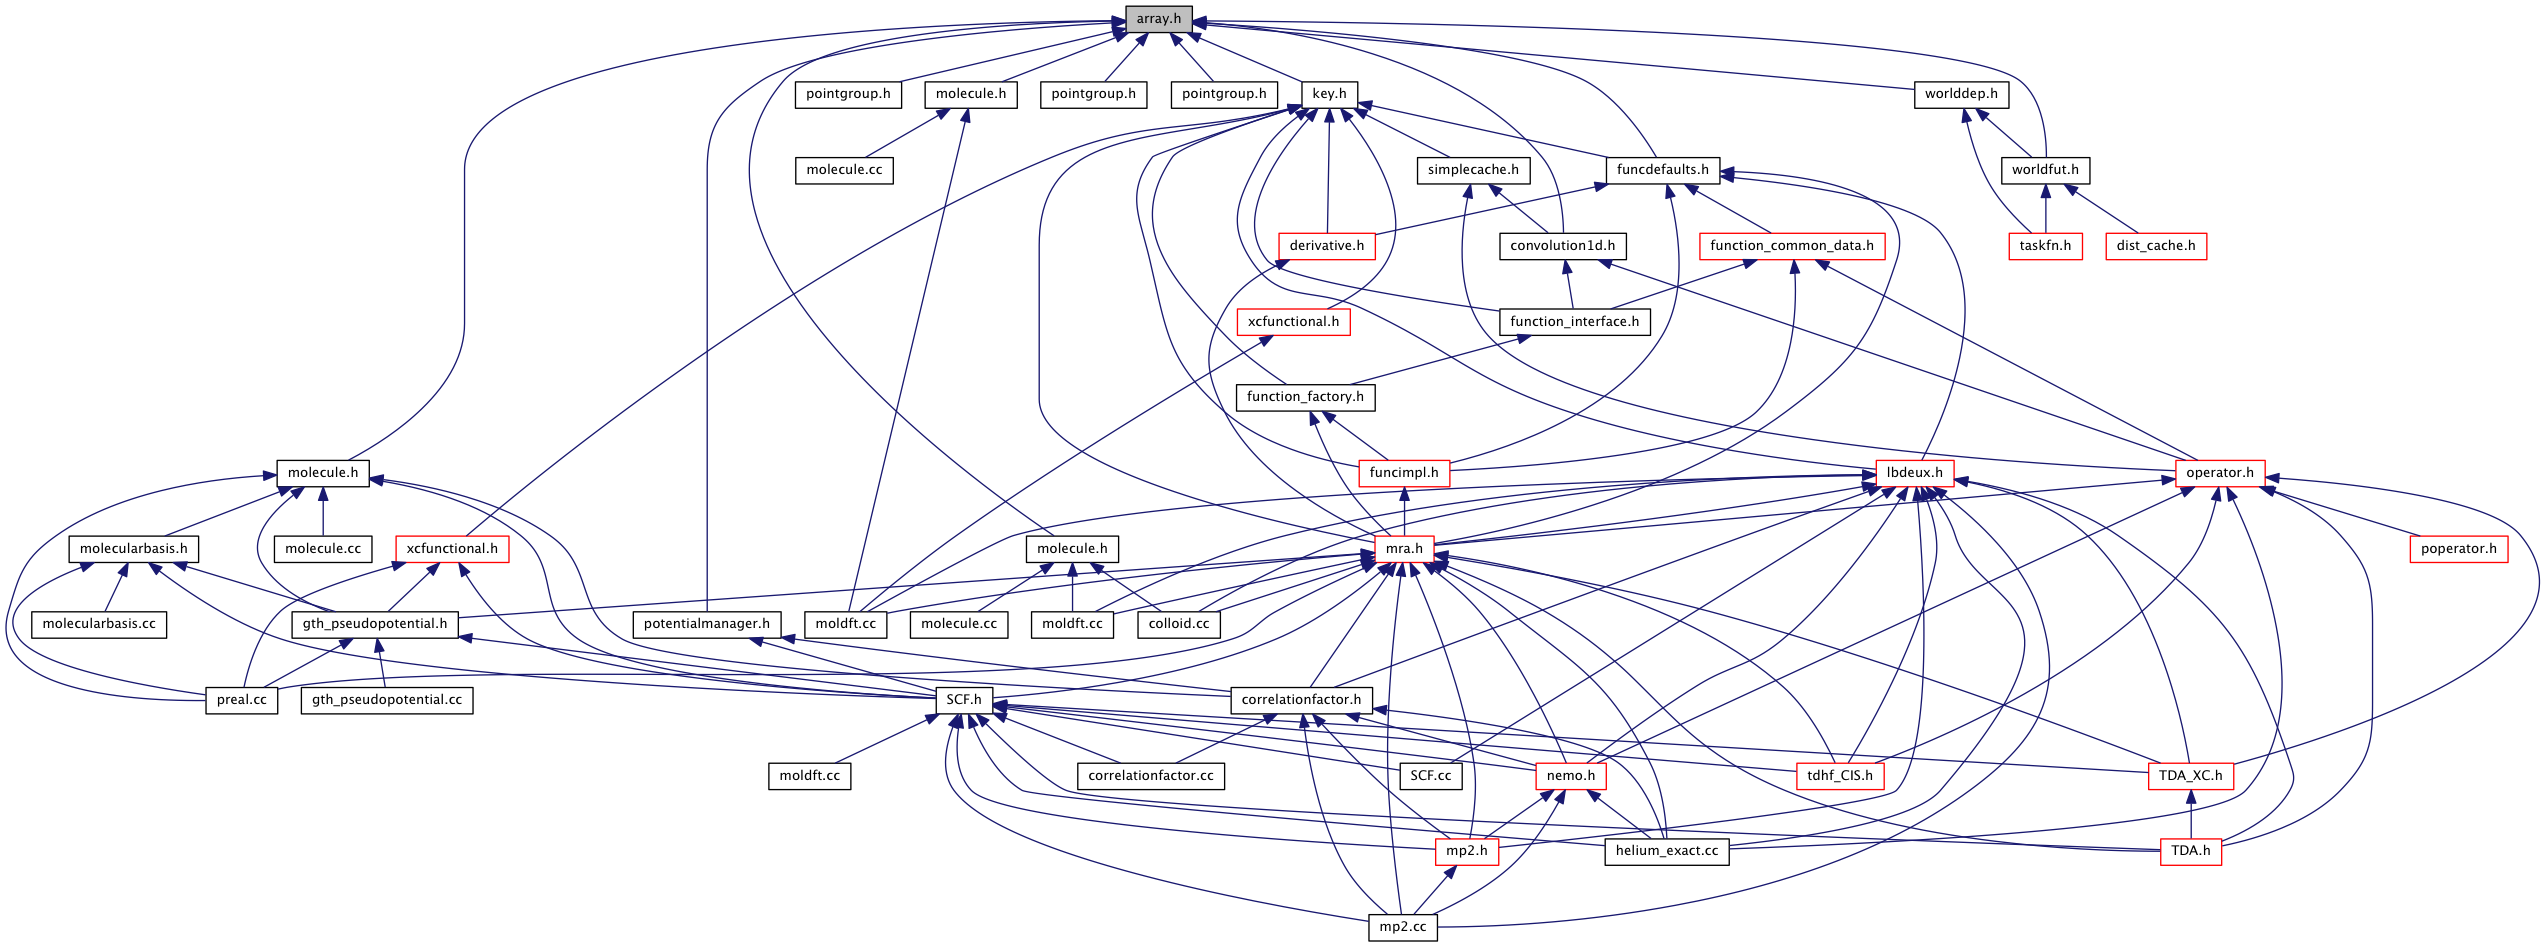 array.h
pointgroup.h
molecule.h
pointgroup.h
pointgroup.h
key.h
worlddep.h
molecule.cc
simplecache.h
funcdefaults.h
worldfut.h
derivative.h
convolution1d.h
function_common_data.h
taskfn.h
dist_cache.h
xcfunctional.h
function_interface.h
function_factory.h
molecule.h
funcimpl.h
lbdeux.h
operator.h
molecularbasis.h
molecule.cc
xcfunctional.h
molecule.h
mra.h
poperator.h
molecularbasis.cc
gth_pseudopotential.h
potentialmanager.h
moldft.cc
molecule.cc
moldft.cc
colloid.cc
preal.cc
gth_pseudopotential.cc
SCF.h
correlationfactor.h
moldft.cc
correlationfactor.cc
SCF.cc
nemo.h
tdhf_CIS.h
TDA_XC.h
mp2.h
helium_exact.cc
TDA.h
mp2.cc